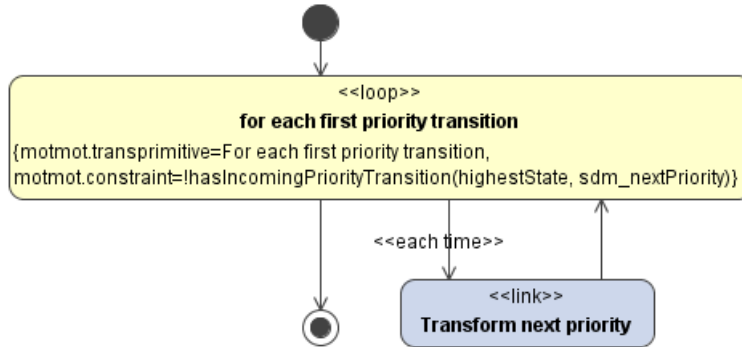 <<loop>>
for each first priority transition
{motmot.transprimitive=For each first priority transition,
motmot.constraint=!hasIncomingPriorityTransition(highestState, sdm_nextPriority)}
<<each time>>
<<link>>
Transform next priority